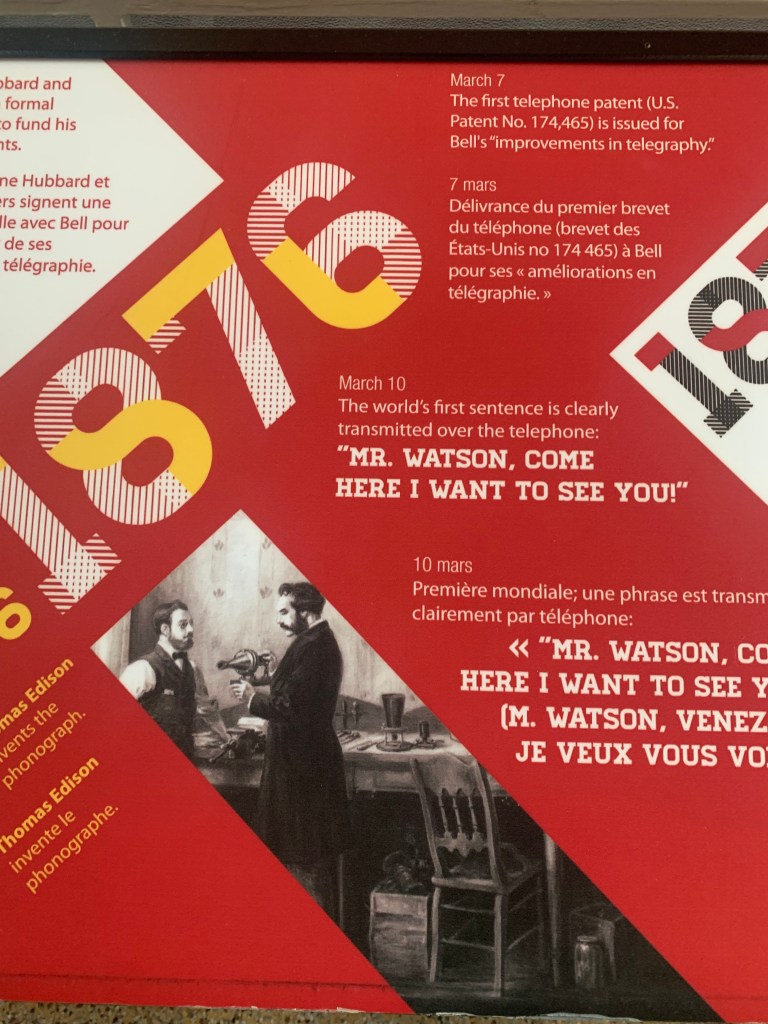 bbard and
formal
to fund his
nts.
ne Hubbard et
ers signent une
lle avec Bell pour
de ses
télégraphie.
1876
March 7
The first telephone patent (U.S.
Patent No. 174,465) is issued for
Bell's “improvements in telegraphy.”
7 mars
Délivrance du premier brevet
du téléphone (brevet des
États-Unis no 174 465) à Bell
pour ses « améliorations en
télégraphie. »
187
March 10
The world’s first sentence is clearly
transmitted over the telephone:
“MR. WATSON, COME
HERE I WANT TO SEE YOU!”
10 mars
Première mondiale; une phrase est transm
clairement par téléphone:
« “MR. WATSON, CO
HERE I WANT TO SEE Y
(M. WATSON, VENEZ
JE VEUX VOUS VO
6
omas Edison
vents the
phonograph.
Thomas Edison
invente le
phonographe.